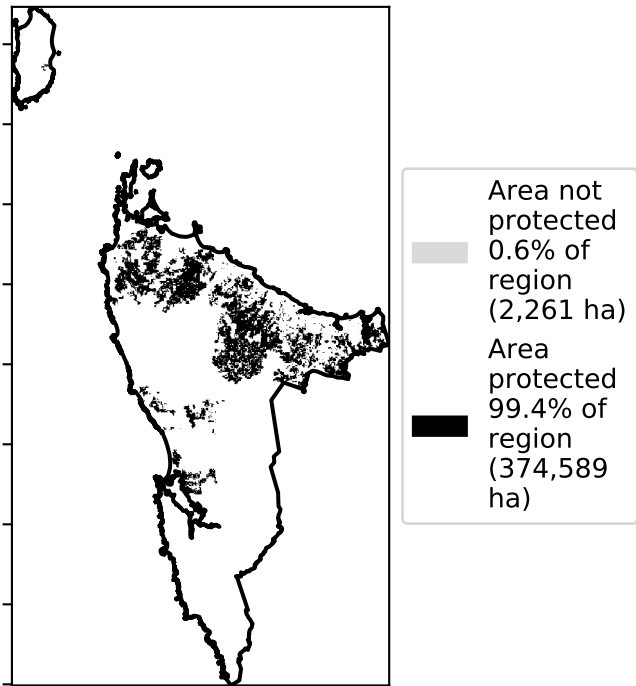 Area not
protected
0.6% of
region
(2,261 ha)
Area
protected
99.4% of
region
(374,589
ha)